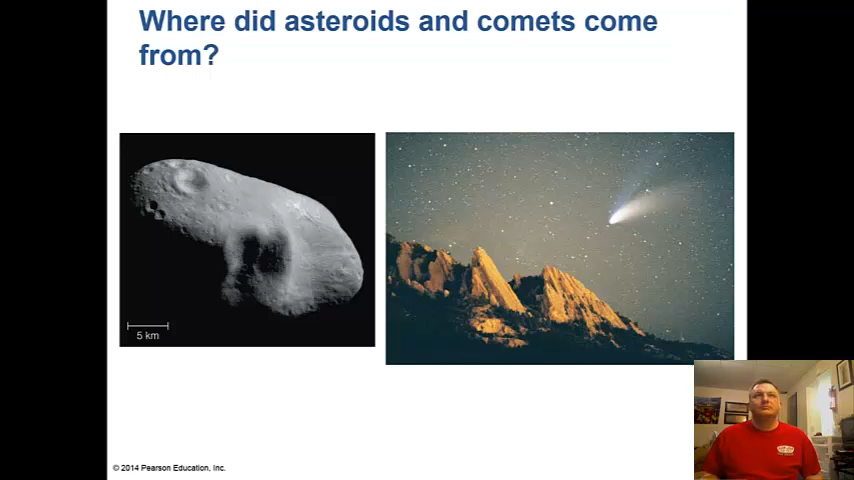 Where did asteroids and comets come
from?
5 km
© 2014 Pearson Education, Inc.